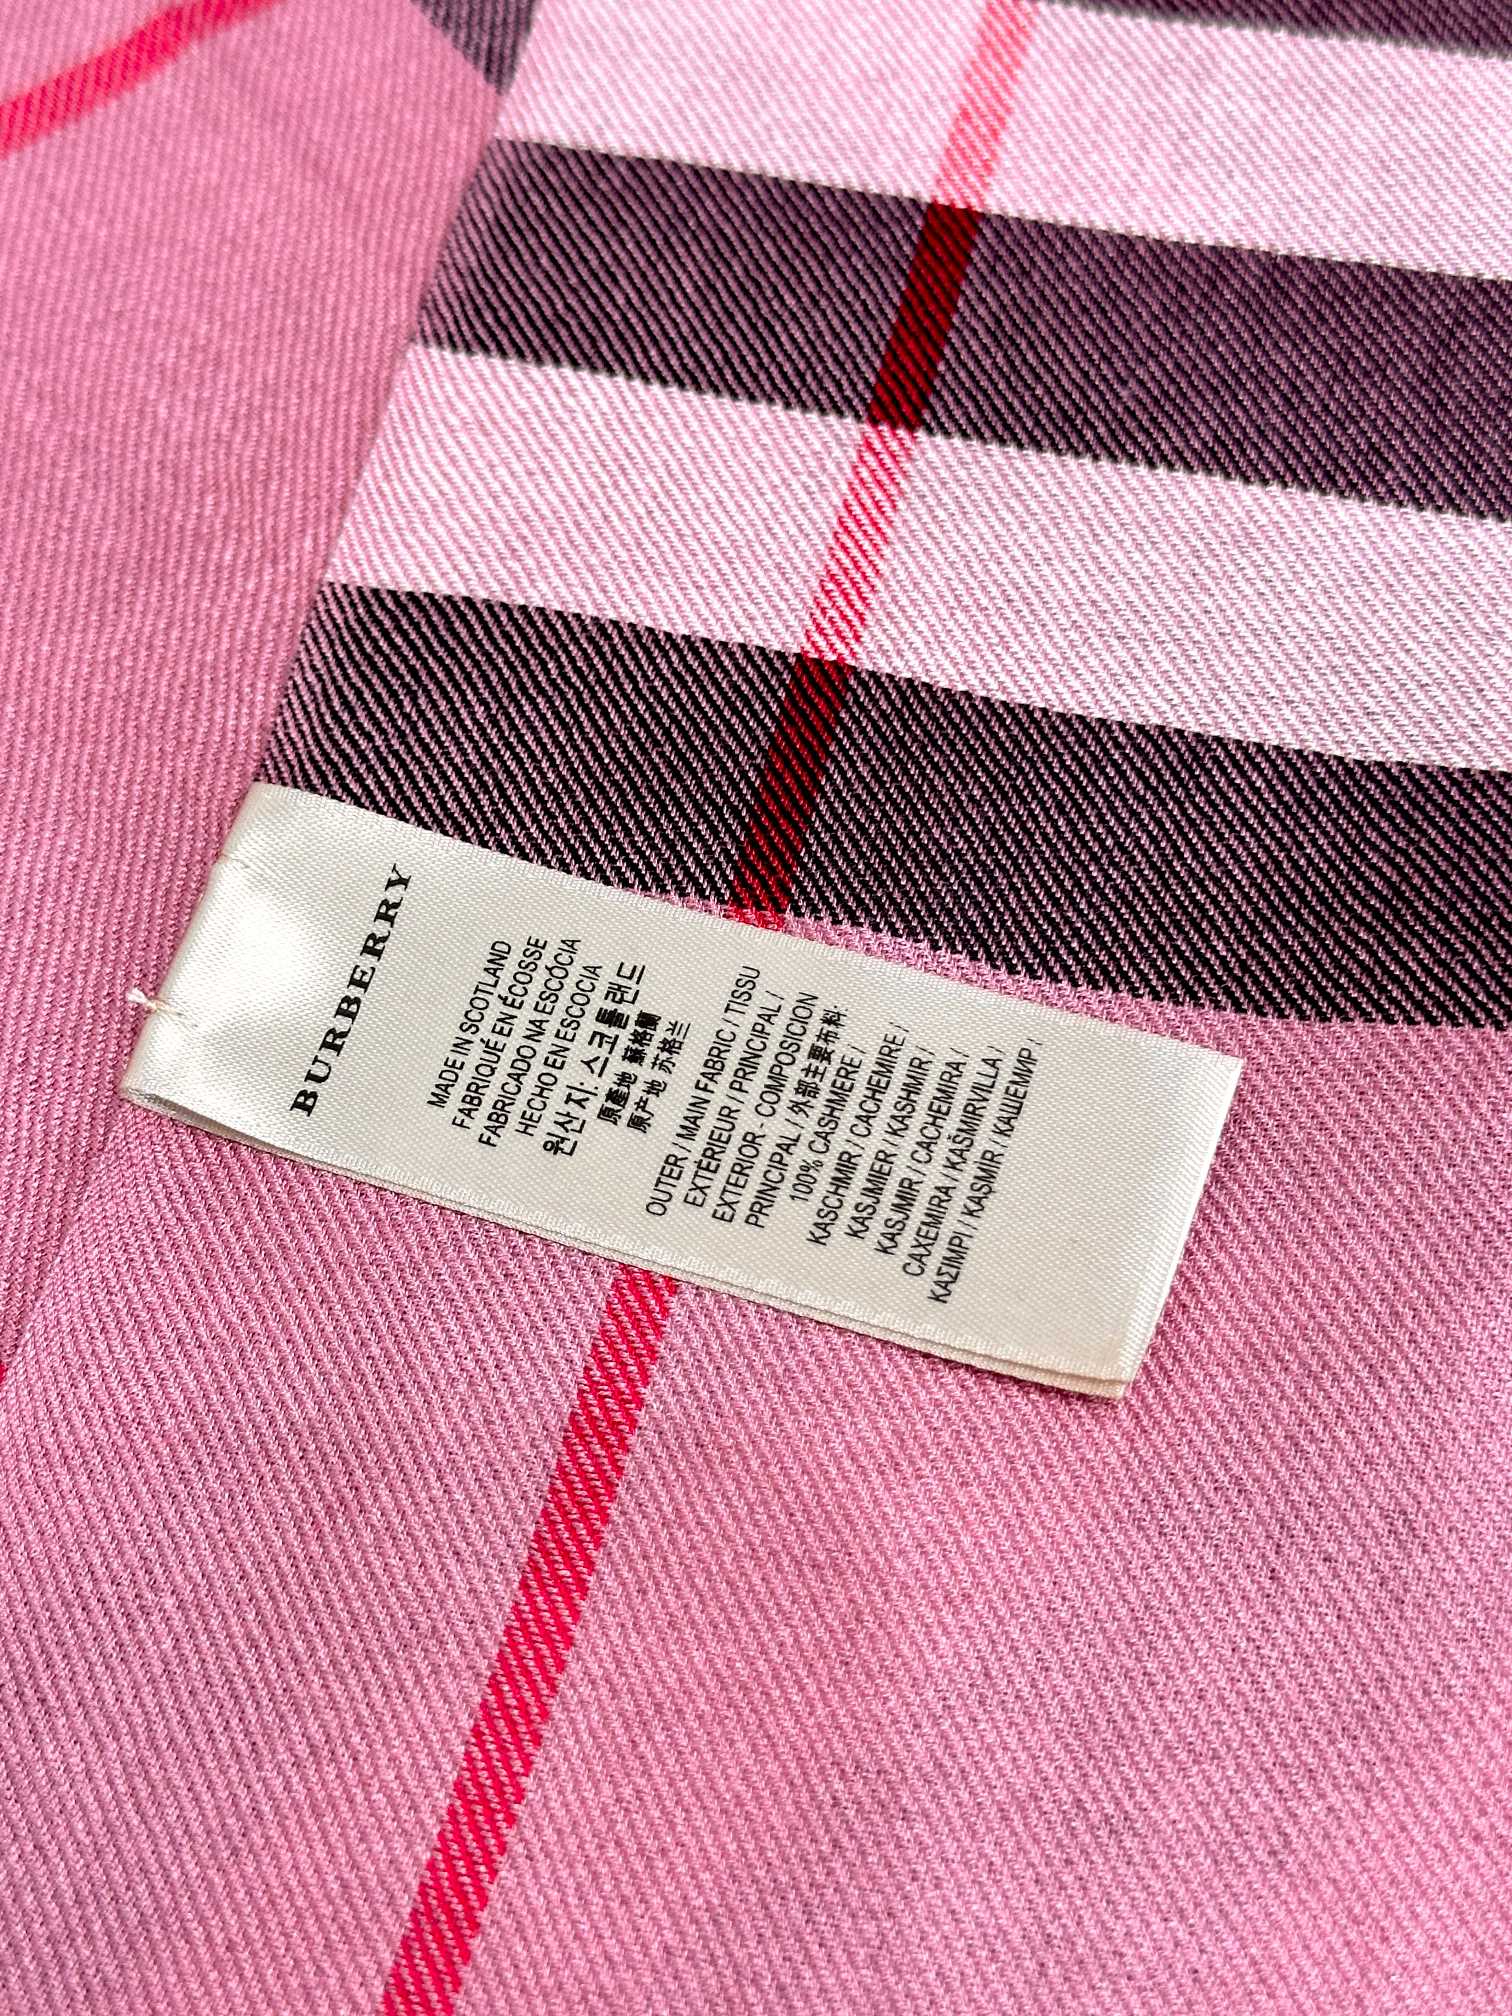 BURBERRY
MADE IN SCOTLAND
FABRIQUÉ EN ÉCOSSE
FABRICADO NA ESCÓCIA
HECHO EN ESCOCIA
원산지: 스코틀랜드
原產地 蘇格蘭
原产地 苏格兰
OUTER / MAIN FABRIC / TISSU
EXTÉRIEUR / PRINCIPAL /
EXTERIOR - COMPOSICION
PRINCIPAL / 外部主要布料:
100% CASHMERE /
KASCHMIR / CACHEMIRE /
KASJMIER / KASHMIR /
KASJMIR / CACHEMIRA /
CAXEMIRA / KAŠMIRVILLA /
ΚΑΣΙΜΙΡΙ / KAŞMİR / КАШЕМИР /